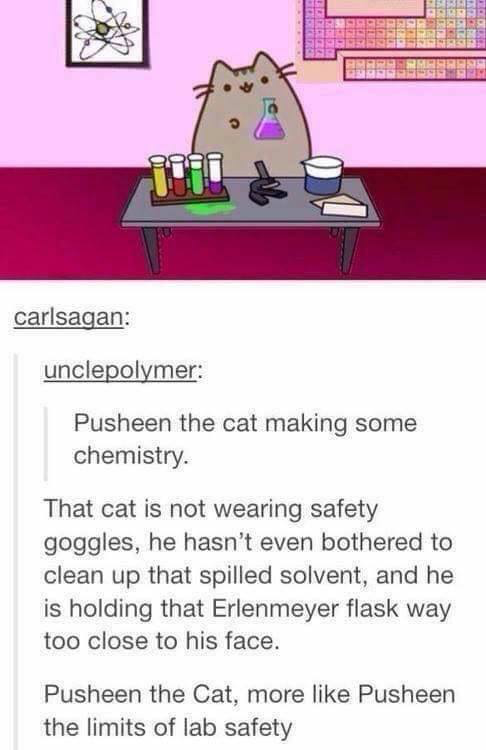 carlsagan:
unclepolymer:
Pusheen the cat making some
chemistry.
That cat is not wearing safety
goggles, he hasn't even bothered to
clean up that spilled solvent, and he
is holding that Erlenmeyer flask way
too close to his face.
Pusheen the Cat, more like Pusheen
the limits of lab safety